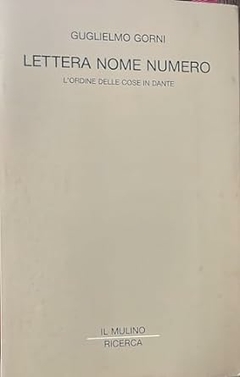 GUGLIELMO GORNI
LETTERA NOME NUMERO
L'ORDINE DELLE COSE IN DANTE
IL MULINO
RICERCA